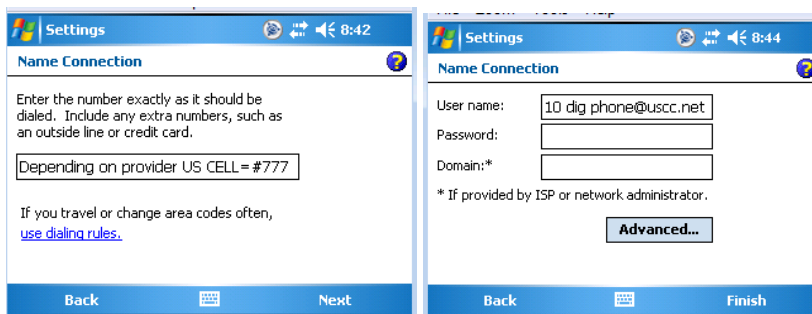 Settings 8:42
Name Connection
Enter the number exactly as it should be
dialed. Include any extra numbers, such as
an outside line or credit card.
Depending on provider US CELL= #777
If you travel or change area codes often,
use dialing rules.
Back Next
Settings 8:44
Name Connection
User name: 10 dig phone@uscc.net
Password:
Domain:*
* If provided by ISP or network administrator.
Advanced...
Back Finish